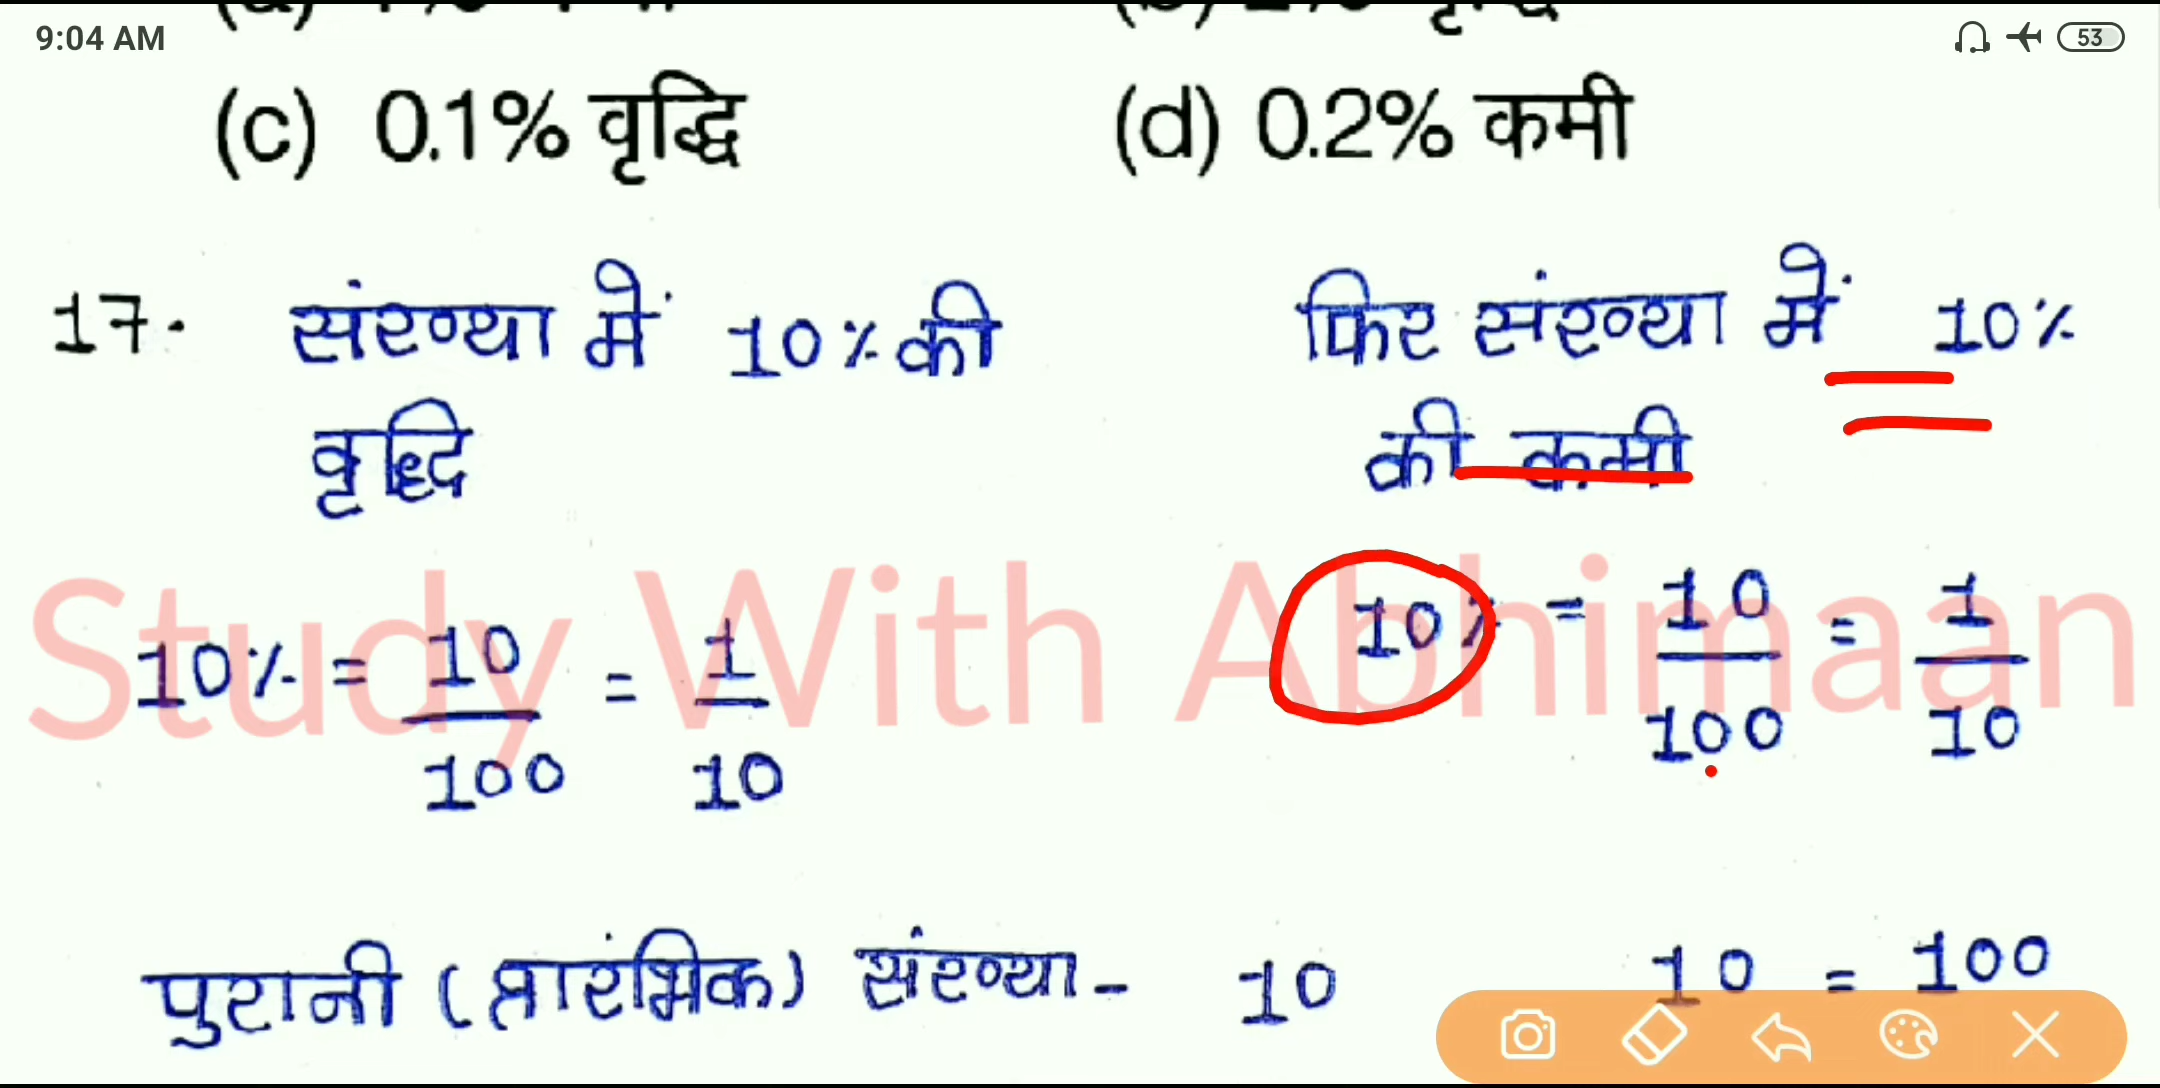 9:04 AM 53
(c) 0.1% वृद्धि (d) 0.2% कमी
17. संख्या में 10% की फिर संख्या में 10%
वृद्धि की कमी
Study With Abhimaan
10% = 10/100 = 1/10 10% = 10/100 = 1/10
पुरानी (प्रारंभिक) संख्या - 10 10 = 100